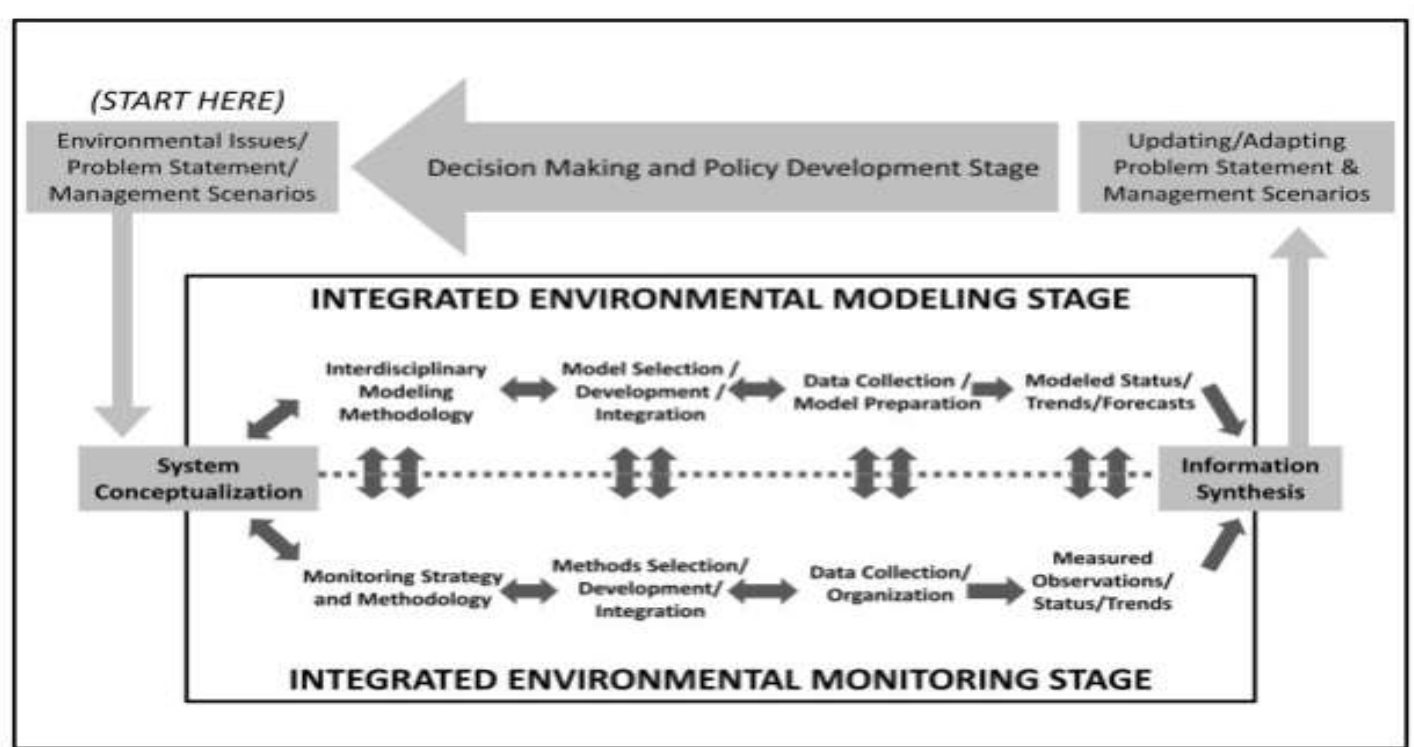 (START HERE)
Environmental Issues/
Problem Statement/
Management Scenarios
Decision Making and Policy Development Stage
Updating/Adapting
Problem Statement &
Management Scenarios
INTEGRATED ENVIRONMENTAL MODELING STAGE
Interdisciplinary
Modeling
Methodology
Model Selection /
Development /
Integration
Data Collection /
Model Preparation
Modeled Status/
Trends/Forecasts
System
Conceptualization
Information
Synthesis
Monitoring Strategy
and Methodology
Methods Selection/
Development/
Integration
Data Collection/
Organization
Measured
Observations/
Status/Trends
INTEGRATED ENVIRONMENTAL MONITORING STAGE